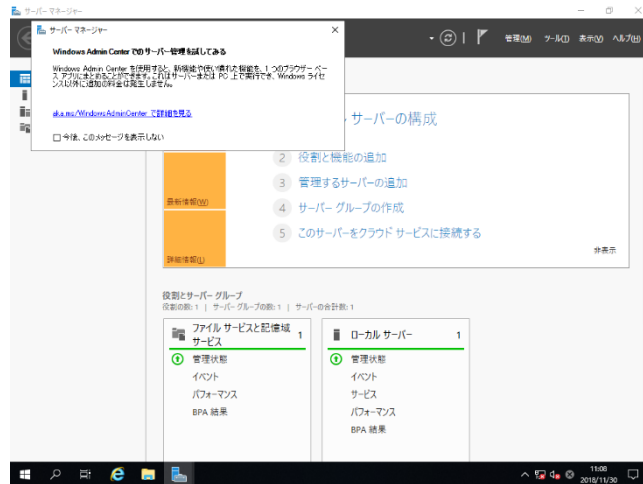 サーバー マネージャー
サーバー マネージャー
管理(M) ツール(T) 表示(V) ヘルプ(H)
Windows Admin Center でのサーバー管理を試してみる
Windows Admin Center を使用すると、新機能や使い慣れた機能を、1 つのブラウザー ベー
ス アプリにまとめることができます。これはサーバーまたは PC 上で実行でき、Windows ライセ
ンス以外に追加の料金は発生しません。
aka.ms/WindowsAdminCenter で詳細を見る
今後、このメッセージを表示しない
サーバーの構成
2 役割と機能の追加
3 管理するサーバーの追加
最新情報(W)
4 サーバー グループの作成
5 このサーバーをクラウド サービスに接続する
非表示
詳細情報(L)
役割とサーバー グループ
役割の数: 1 | サーバー グループの数: 1 | サーバーの合計数: 1
ファイル サービスと記憶域
サービス
1
管理状態
イベント
パフォーマンス
BPA 結果
ローカル サーバー 1
管理状態
イベント
サービス
パフォーマンス
BPA 結果
11:08
2018/11/30